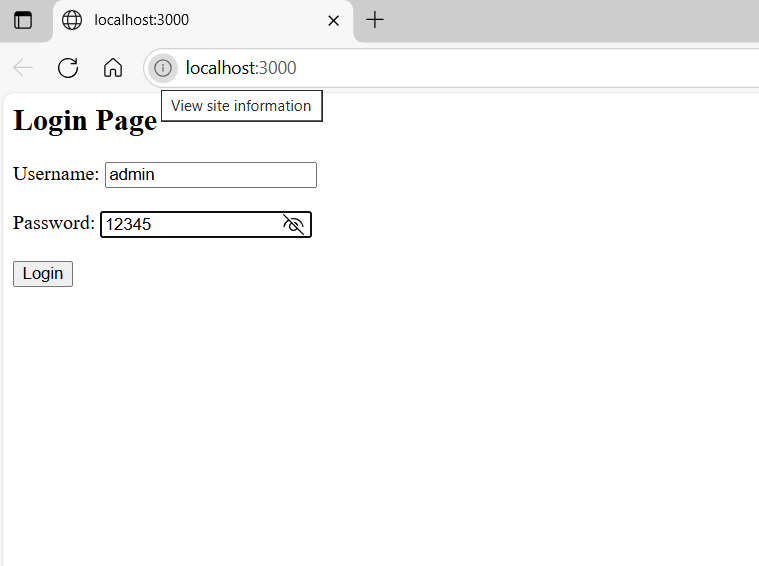 localhost:3000
localhost:3000
View site information
Login Page
Username: admin
Password: 12345
Login